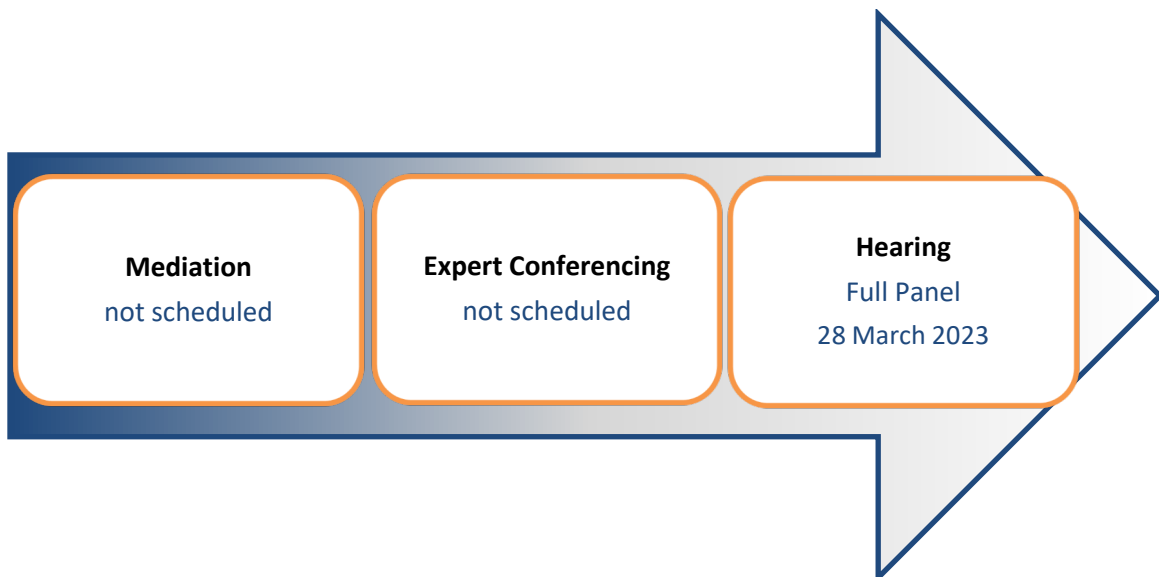 Mediation
not scheduled
Expert Conferencing
not scheduled
Hearing
Full Panel
28 March 2023